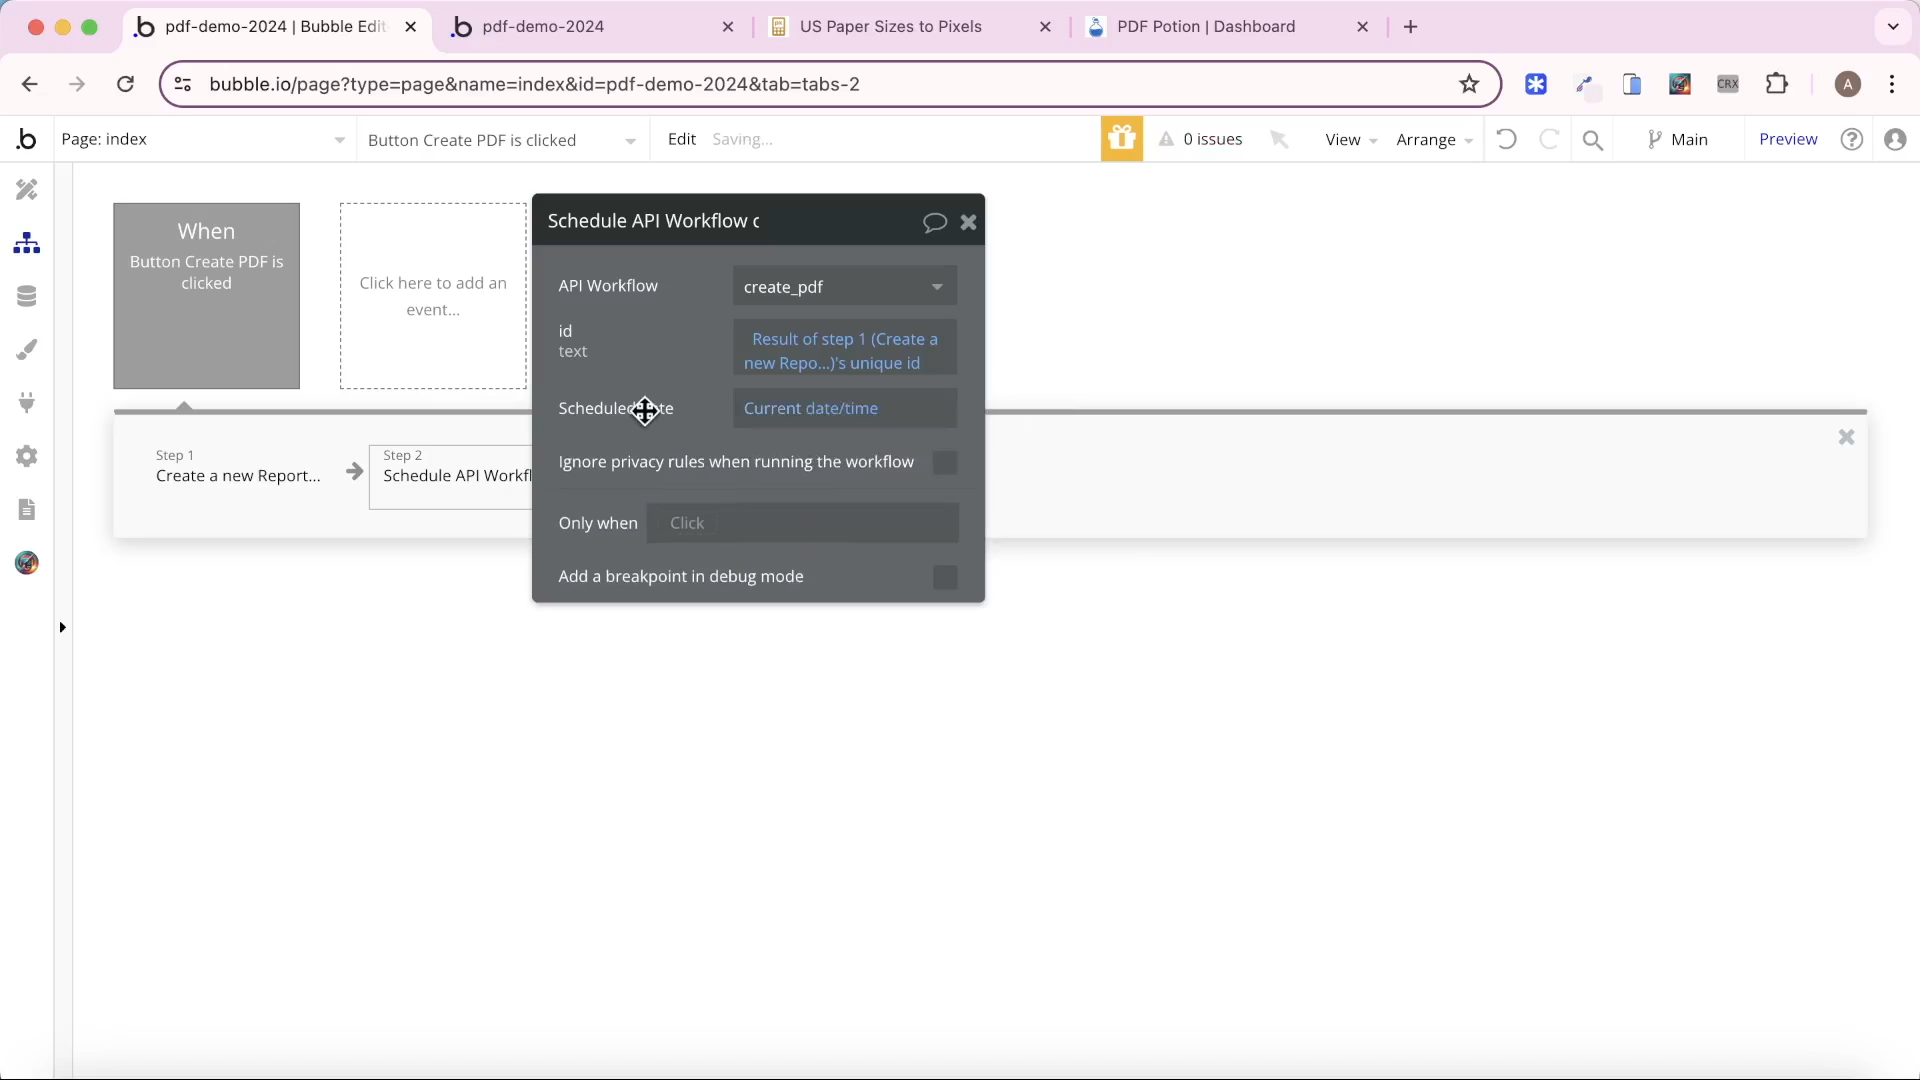 pdf-demo-2024 | Bubble Edit
pdf-demo-2024
US Paper Sizes to Pixels
PDF Potion | Dashboard
bubble.io/page?type=page&name=index&id=pdf-demo-2024&tab=tabs-2
CRX
A
.b
Page: index
Button Create PDF is clicked
Edit
Saving...
0 issues
View
Arrange
Main
Preview
When
Button Create PDF is
clicked
Click here to add an
event...
Schedule API Workflow c
API Workflow
create_pdf
id
text
Result of step 1 (Create a
new Repo...)'s unique id
Current date/time
Ignore privacy rules when running the workflow
Only when
Click
Add a breakpoint in debug mode
Step 1
Create a new Report...
Step 2
Schedule API Workfl